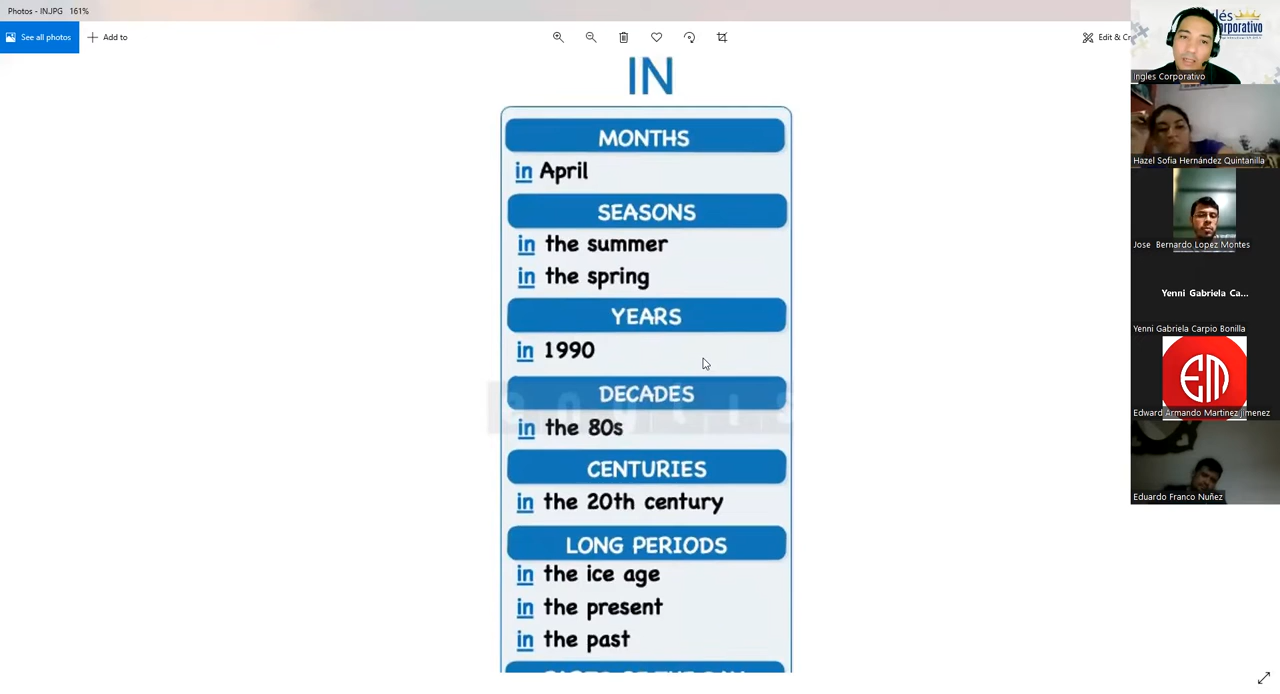 Photos - IN.JPG 161%
See all photos
Add to
IN
MONTHS
in April
SEASONS
in the summer
in the spring
YEARS
in 1990
DECADES
in the 80s
CENTURIES
in the 20th century
LONG PERIODS
in the ice age
in the present
in the past
Ingles Corporativo
Hazel Sofia Hernández Quintanilla
Jose Bernardo Lopez Montes
Yenni Gabriela Ca...
Yenni Gabriela Carpio Bonilla
EM
Edward Armando Martinez jimenez
Eduardo Franco Nuñez